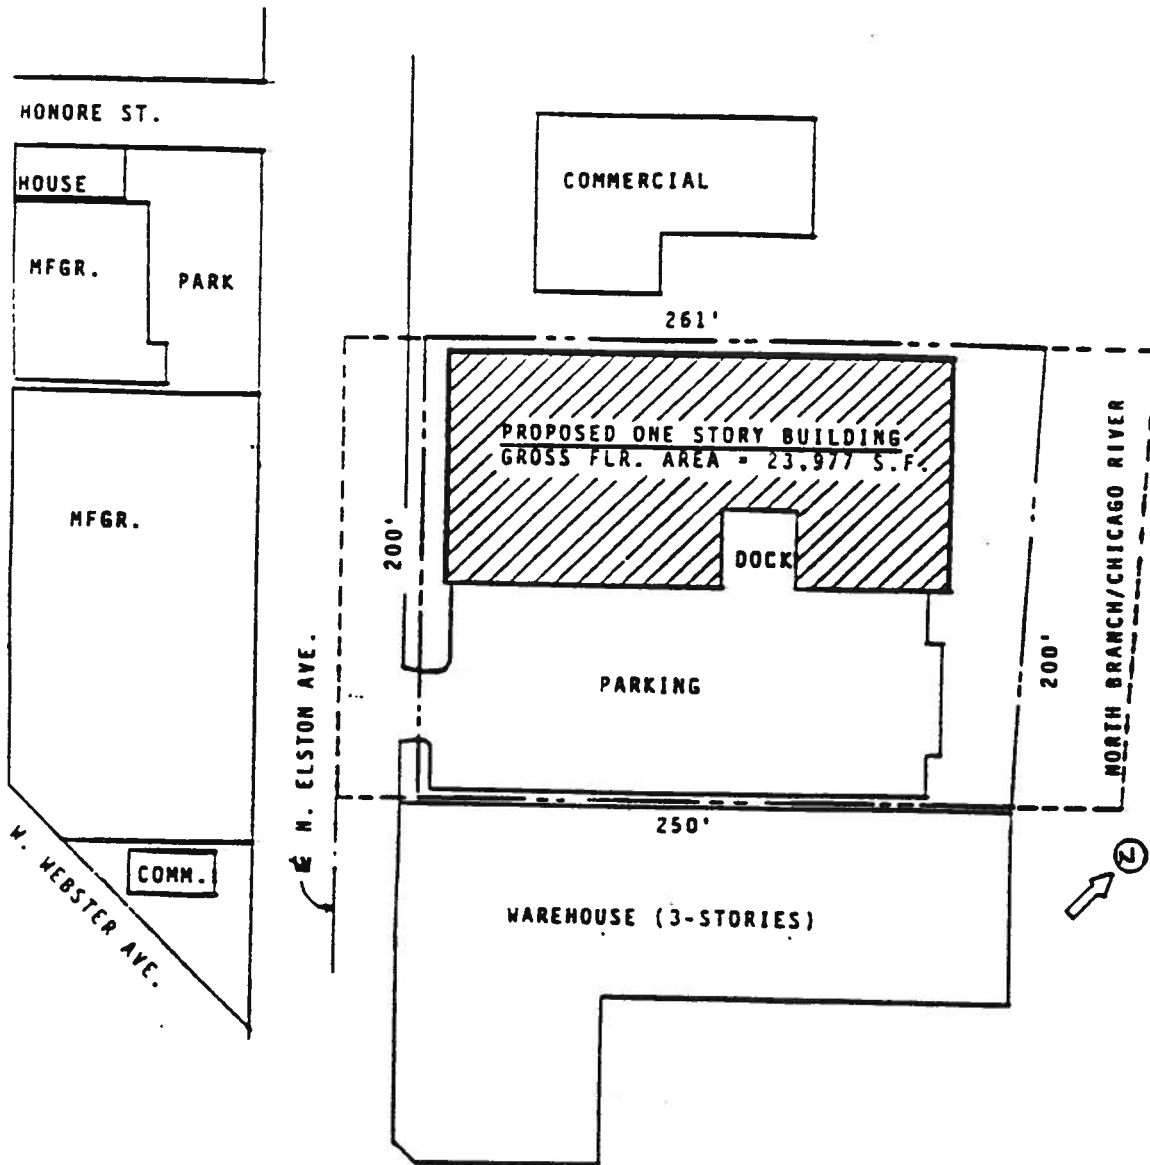 HONORE ST.
HOUSE
COMMERCIAL
MFGR.
PARK
261'
PROPOSED ONE STORY BUILDING
GROSS FLR. AREA = 23,977 S.F.
MFGR.
DOCK
200'
NORTH BRANCH/CHICAGO RIVER
N. ELSTON AVE.
PARKING
200'
250'
COMM.
W. WEBSTER AVE.
WAREHOUSE (3-STORIES)
N